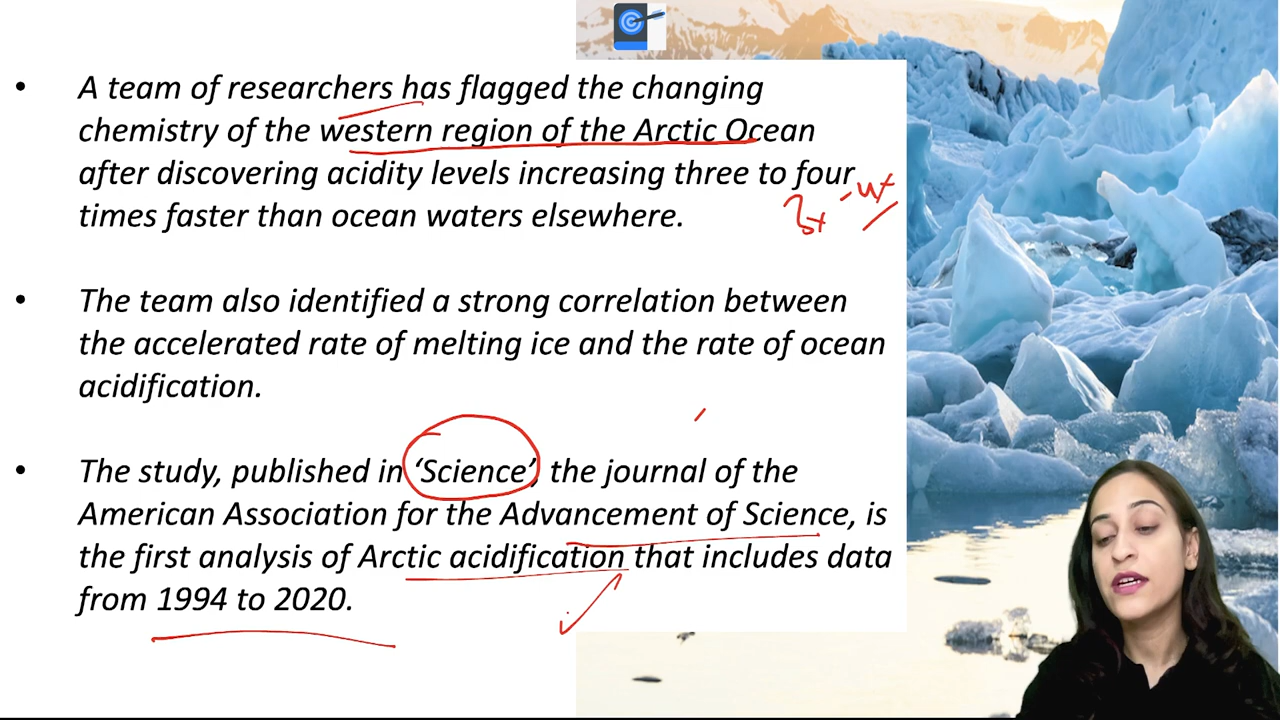 • A team of researchers has flagged the changing
chemistry of the western region of the Arctic Ocean
after discovering acidity levels increasing three to four
times faster than ocean waters elsewhere.
3x - 4x
• The team also identified a strong correlation between
the accelerated rate of melting ice and the rate of ocean
acidification.
• The study, published in ‘Science’, the journal of the
American Association for the Advancement of Science, is
the first analysis of Arctic acidification that includes data
from 1994 to 2020.